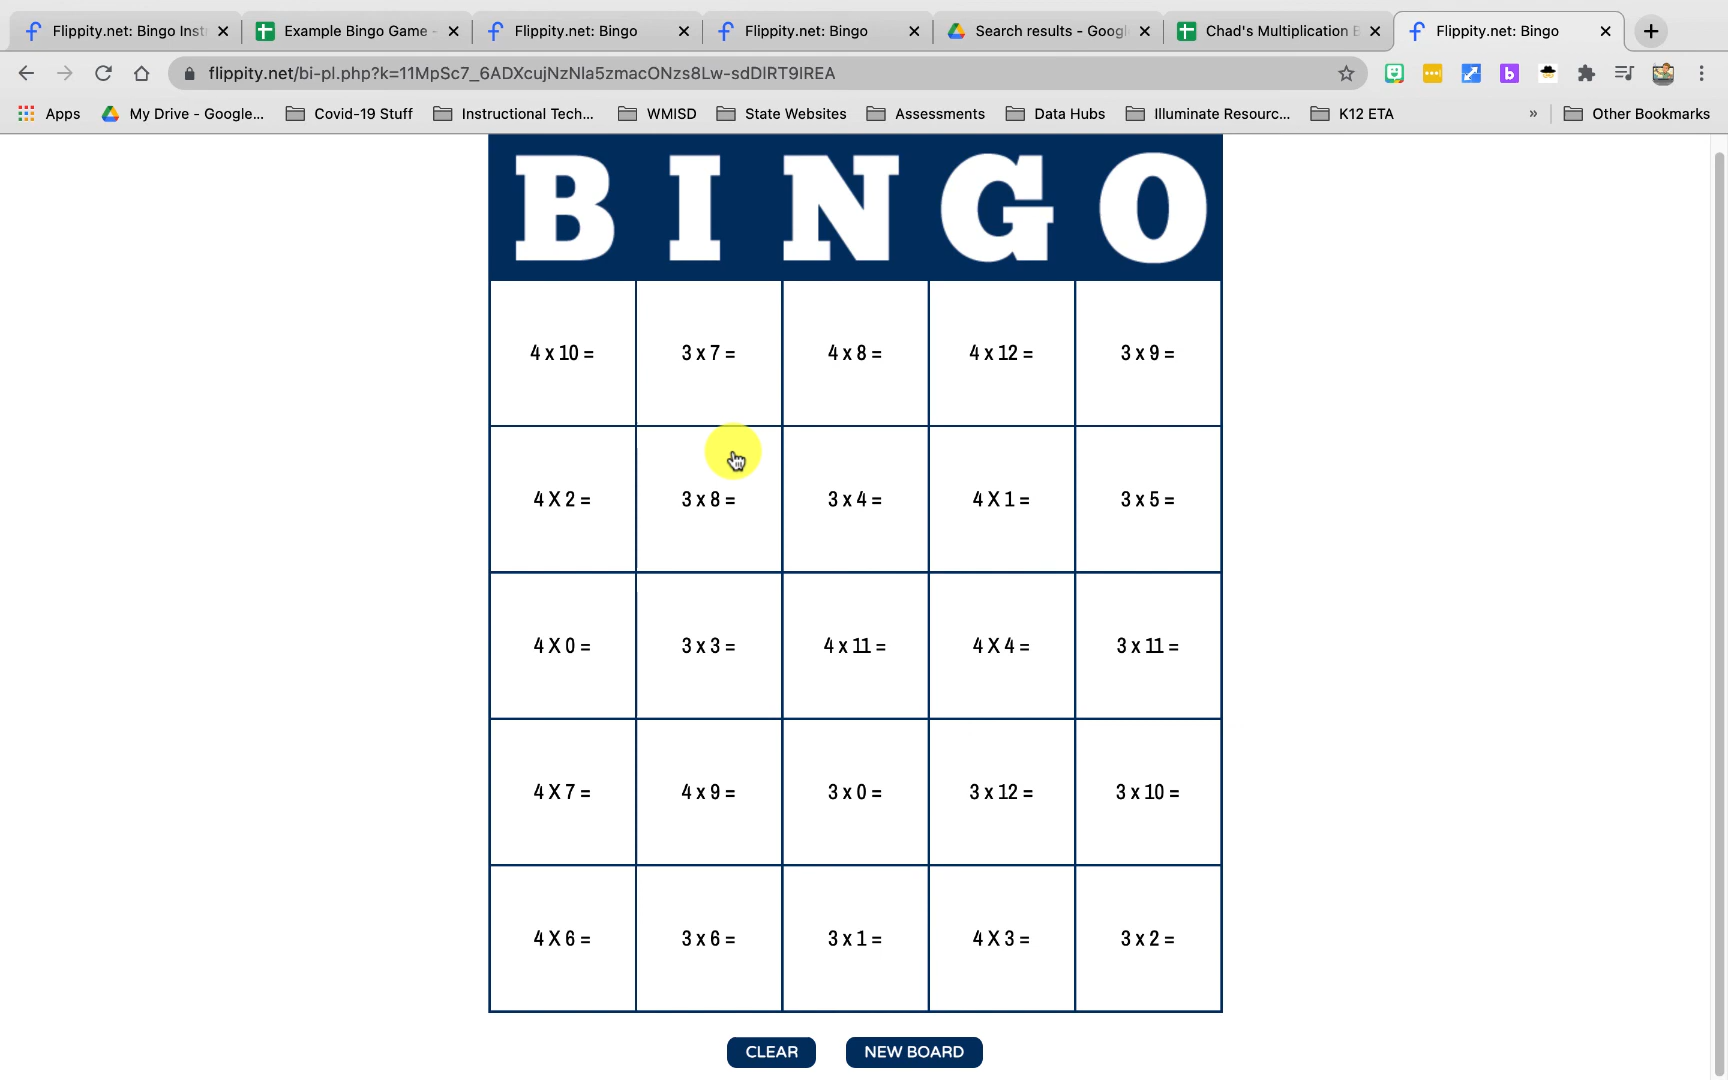 Flippity.net: Bingo Inst
Example Bingo Game -
Flippity.net: Bingo
Flippity.net: Bingo
Search results - Googl
Chad's Multiplication B
Flippity.net: Bingo
flippity.net/bi-pl.php?k=11MpSc7_6ADXcujNzNla5zmacONzs8Lw-sdDlRT9lREA
Apps
My Drive - Google...
Covid-19 Stuff
Instructional Tech...
WMISD
State Websites
Assessments
Data Hubs
Illuminate Resourc...
K12 ETA
»
Other Bookmarks
B I N G O
4 x 10 = 3 x 7 = 4 x 8 = 4 x 12 = 3 x 9 =
4 X 2 = 3 x 8 = 3 x 4 = 4 X 1 = 3 x 5 =
4 X 0 = 3 x 3 = 4 x 11 = 4 X 4 = 3 x 11 =
4 X 7 = 4 x 9 = 3 x 0 = 3 x 12 = 3 x 10 =
4 X 6 = 3 x 6 = 3 x 1 = 4 X 3 = 3 x 2 =
CLEAR
NEW BOARD